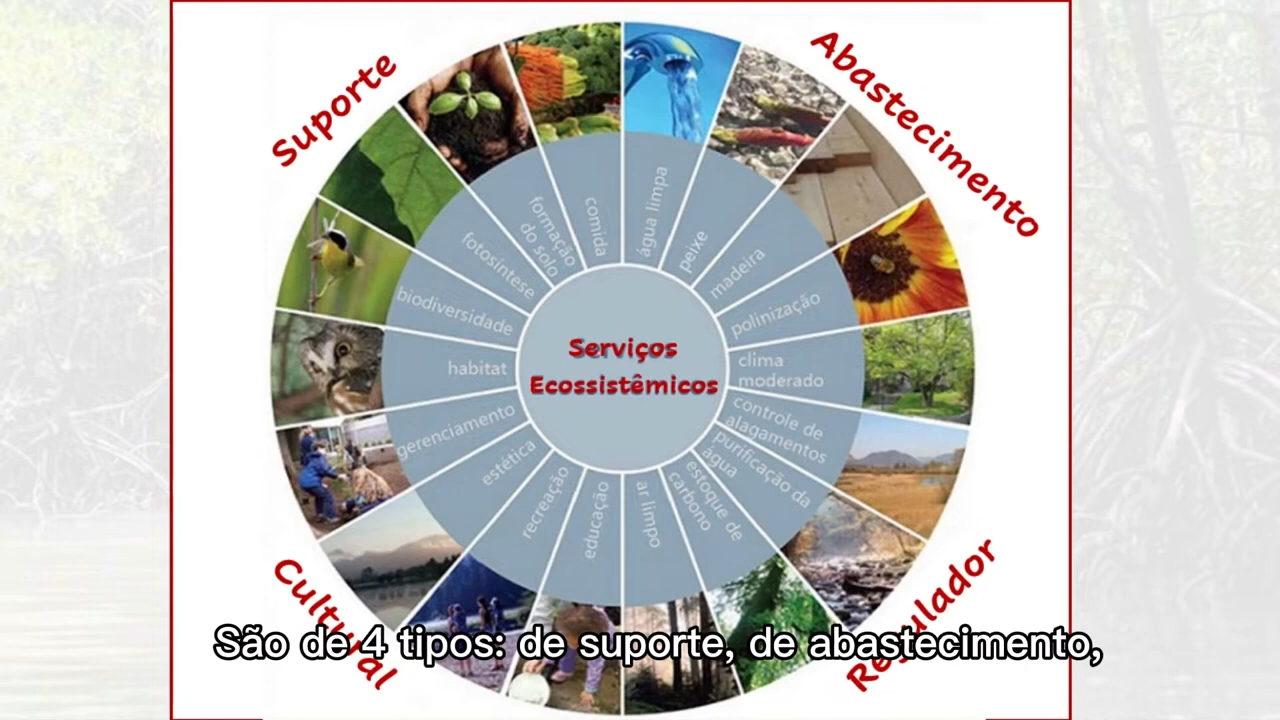 Suporte
Abastecimento
comida
água limpa
formação
do solo
peixe
fotosíntese
madeira
biodiversidade
polinização
habitat
clima
moderado
Serviços
Ecossistêmicos
gerenciamento
controle de
alagamentos
estética
purificação da
água
recreação
estoque de
carbono
educação
ar limpo
Cultural
Regulador
São de 4 tipos: de suporte, de abastecimento,